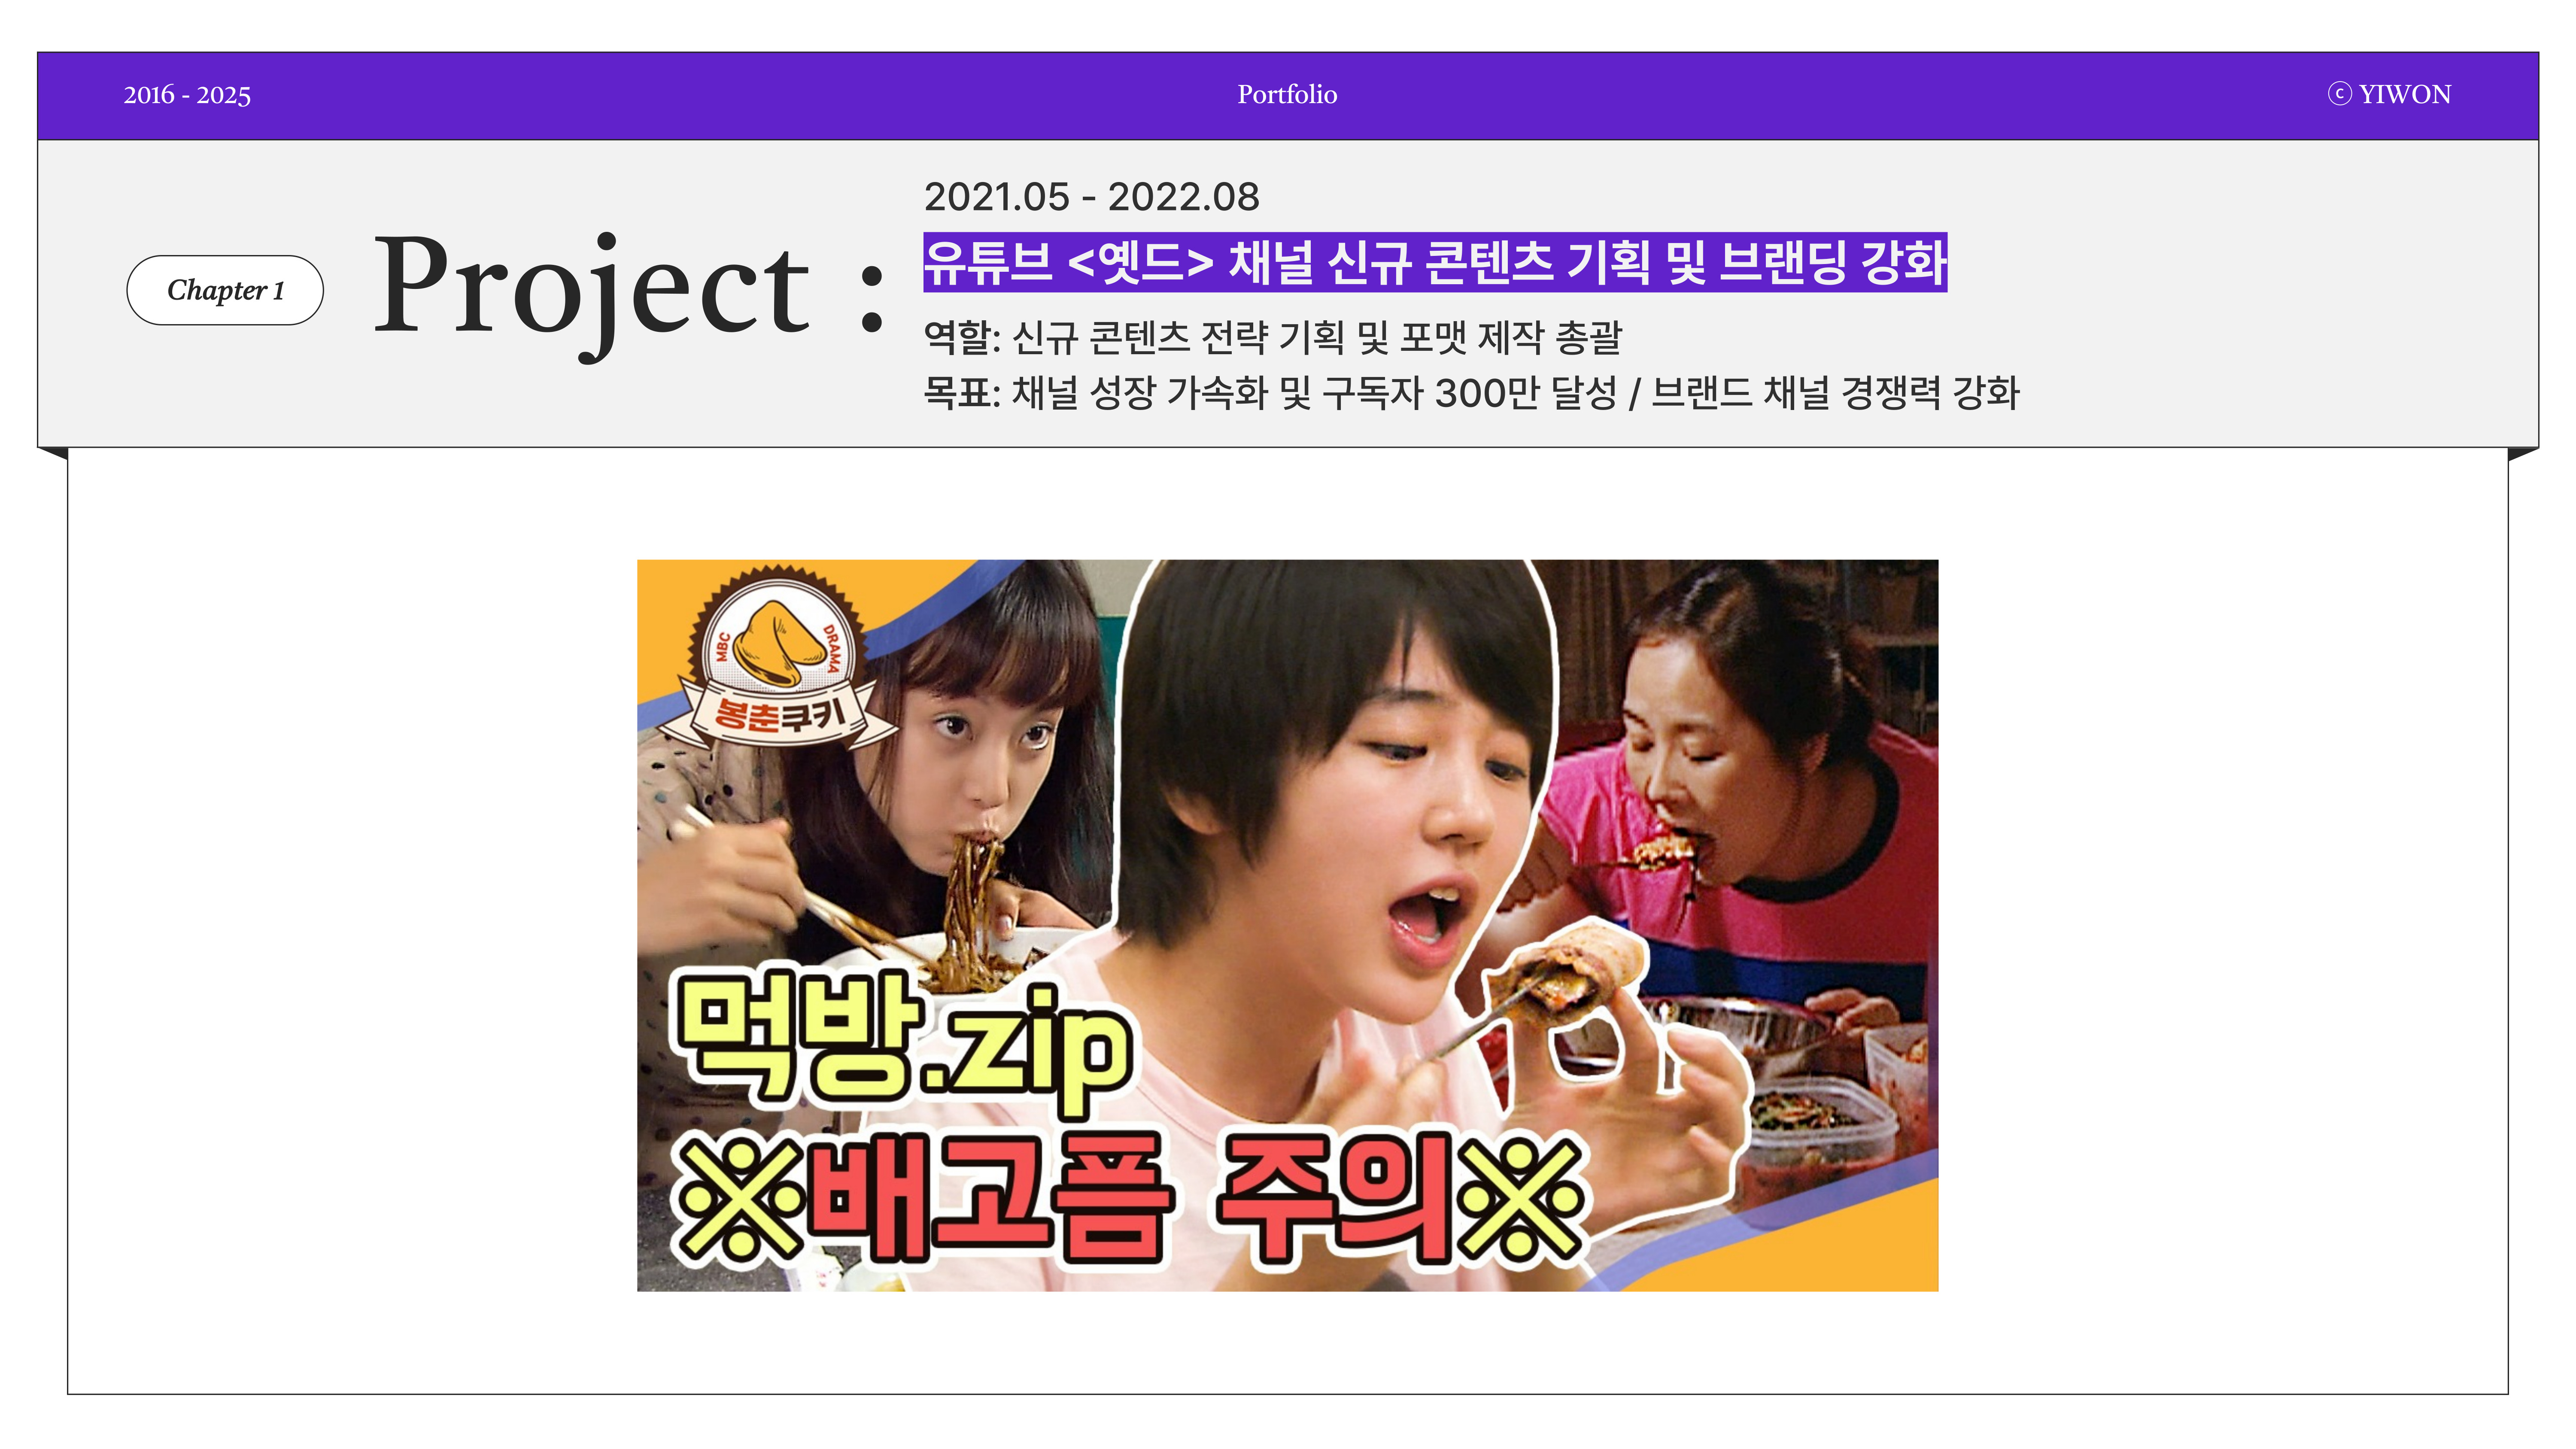 2016 - 2025
Portfolio
ⓒ YIWON
Chapter 1
Project :
2021.05 - 2022.08
유튜브 <옛드> 채널 신규 콘텐츠 기획 및 브랜딩 강화
역할: 신규 콘텐츠 전략 기획 및 포맷 제작 총괄
목표: 채널 성장 가속화 및 구독자 300만 달성 / 브랜드 채널 경쟁력 강화
MBC DRAMA
봉춘쿠키
먹방.zip
※배고픔 주의※